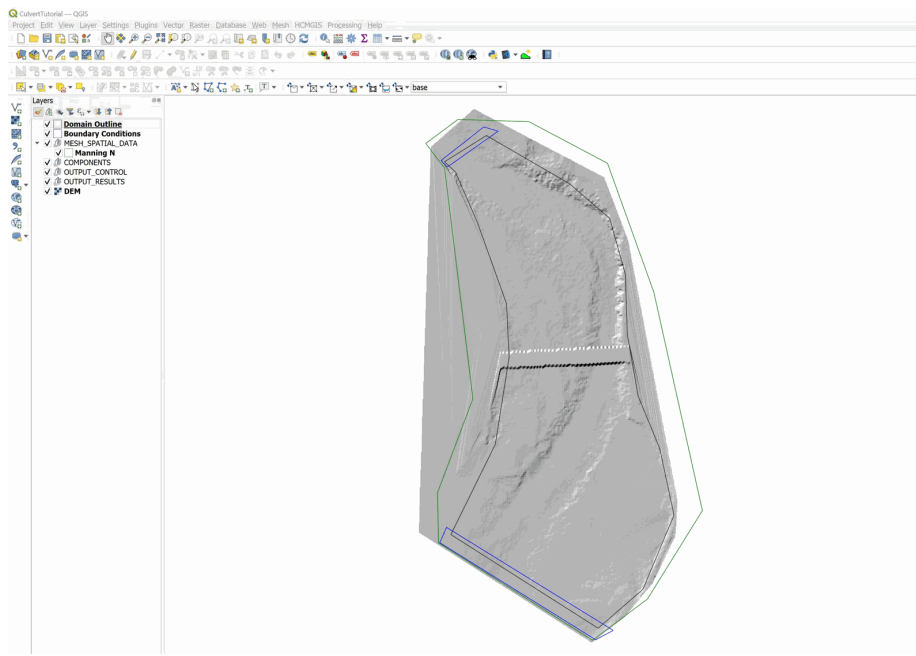 CulvertTutorial — QGIS
Project Edit View Layer Settings Plugins Vector Raster Database Web Mesh HCMGIS Processing Help
base
Layers
Domain Outline
Boundary Conditions
MESH_SPATIAL_DATA
Manning N
COMPONENTS
OUTPUT_CONTROL
OUTPUT_RESULTS
DEM